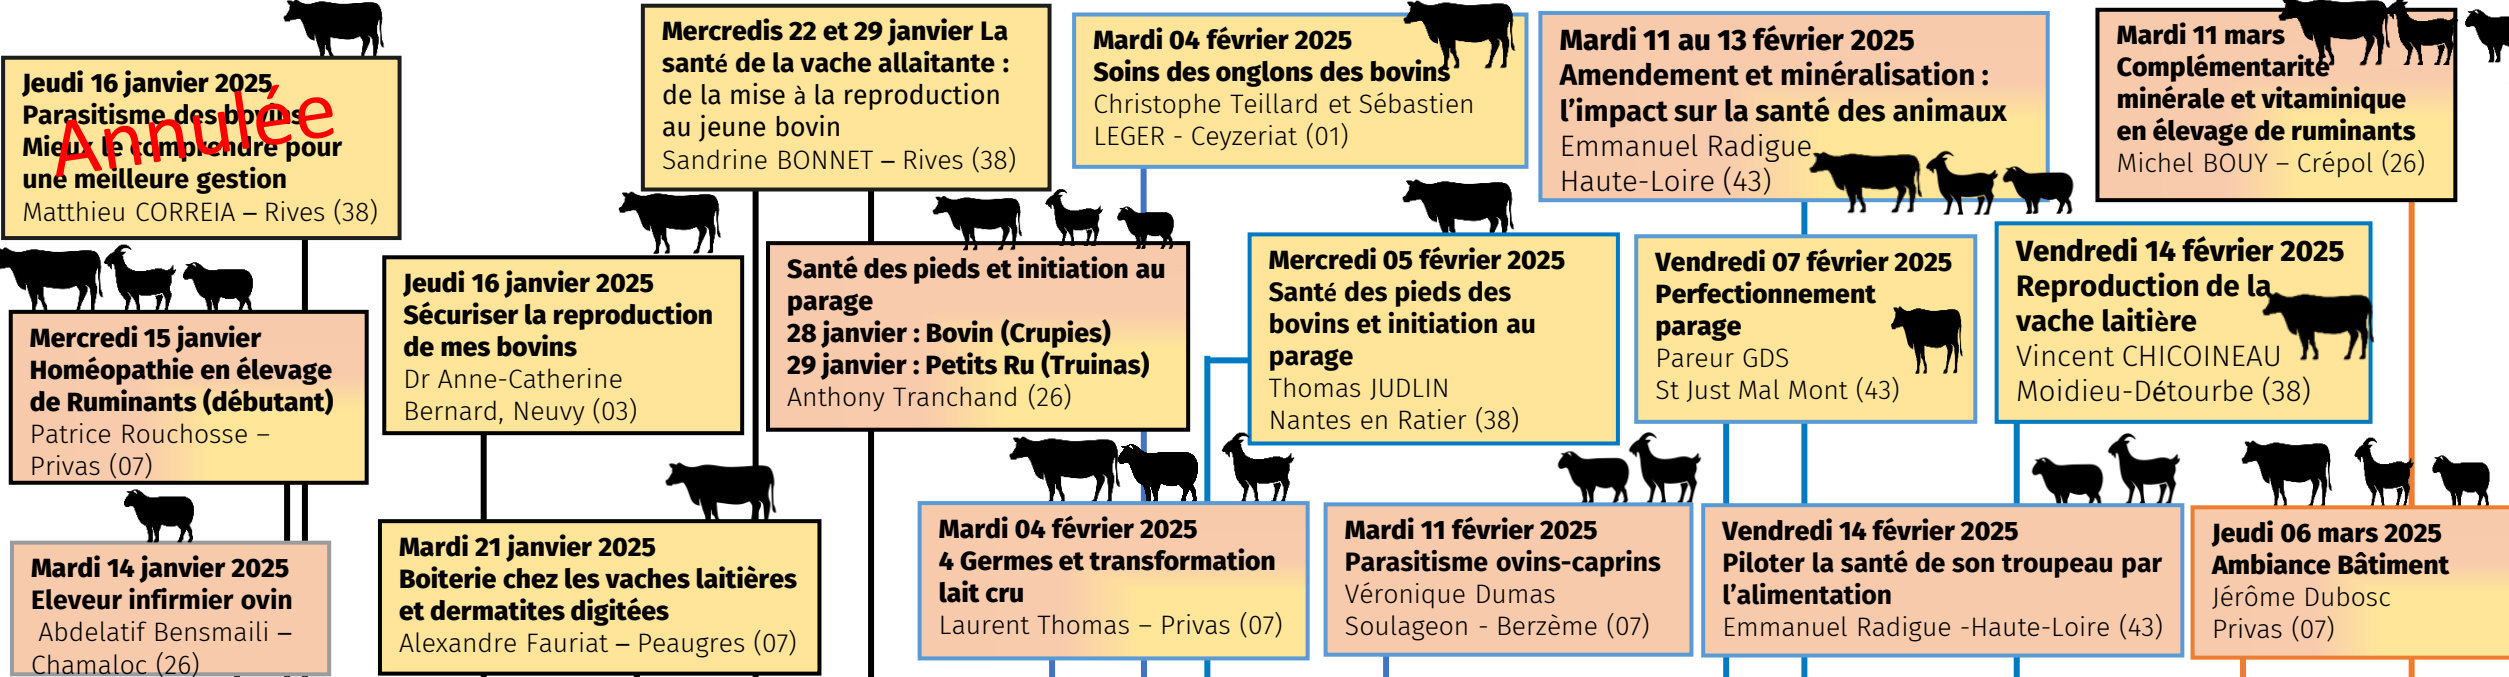 Jeudi 16 janvier 2025
Parasitisme des bovins
Mieux le comprendre pour
une meilleure gestion
Matthieu CORREIA – Rives (38)
Annulée
Mercredi 15 janvier
Homéopathie en élevage
de Ruminants (débutant)
Patrice Rouchosse –
Privas (07)
Mardi 14 janvier 2025
Eleveur infirmier ovin
Abdelatif Bensmaili –
Chamaloc (26)
Jeudi 16 janvier 2025
Sécuriser la reproduction
de mes bovins
Dr Anne-Catherine
Bernard, Neuvy (03)
Mardi 21 janvier 2025
Boiterie chez les vaches laitières
et dermatites digitées
Alexandre Fauriat – Peaugres (07)
Mercredis 22 et 29 janvier La
santé de la vache allaitante :
de la mise à la reproduction
au jeune bovin
Sandrine BONNET – Rives (38)
Santé des pieds et initiation au
parage
28 janvier : Bovin (Crupies)
29 janvier : Petits Ru (Truinas)
Anthony Tranchand (26)
Mardi 04 février 2025
Soins des onglons des bovins
Christophe Teillard et Sébastien
LEGER - Ceyzeriat (01)
Mercredi 05 février 2025
Santé des pieds des
bovins et initiation au
parage
Thomas JUDLIN
Nantes en Ratier (38)
Mardi 04 février 2025
4 Germes et transformation
lait cru
Laurent Thomas – Privas (07)
Mardi 11 février 2025
Parasitisme ovins-caprins
Véronique Dumas
Soulageon - Berzème (07)
Mardi 11 au 13 février 2025
Amendement et minéralisation :
l’impact sur la santé des animaux
Emmanuel Radigue
Haute-Loire (43)
Vendredi 07 février 2025
Perfectionnement
parage
Pareur GDS
St Just Mal Mont (43)
Vendredi 14 février 2025
Reproduction de la
vache laitière
Vincent CHICOINEAU
Moidieu-Détourbe (38)
Vendredi 14 février 2025
Piloter la santé de son troupeau par
l’alimentation
Emmanuel Radigue -Haute-Loire (43)
Mardi 11 mars
Complémentarité
minérale et vitaminique
en élevage de ruminants
Michel BOUY – Crépol (26)
Jeudi 06 mars 2025
Ambiance Bâtiment
Jérôme Dubosc
Privas (07)